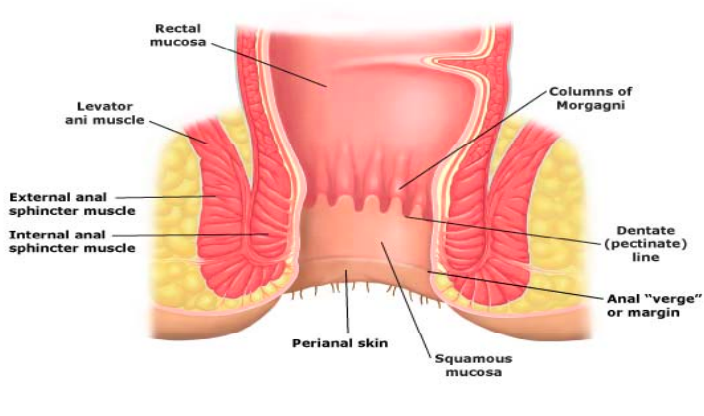 Rectal
mucosa
Levator
ani muscle
External anal
sphincter muscle
Internal anal
sphincter muscle
Columns of
Morgagni
Dentate
(pectinate)
line
Anal “verge”
or margin
Perianal skin
Squamous
mucosa